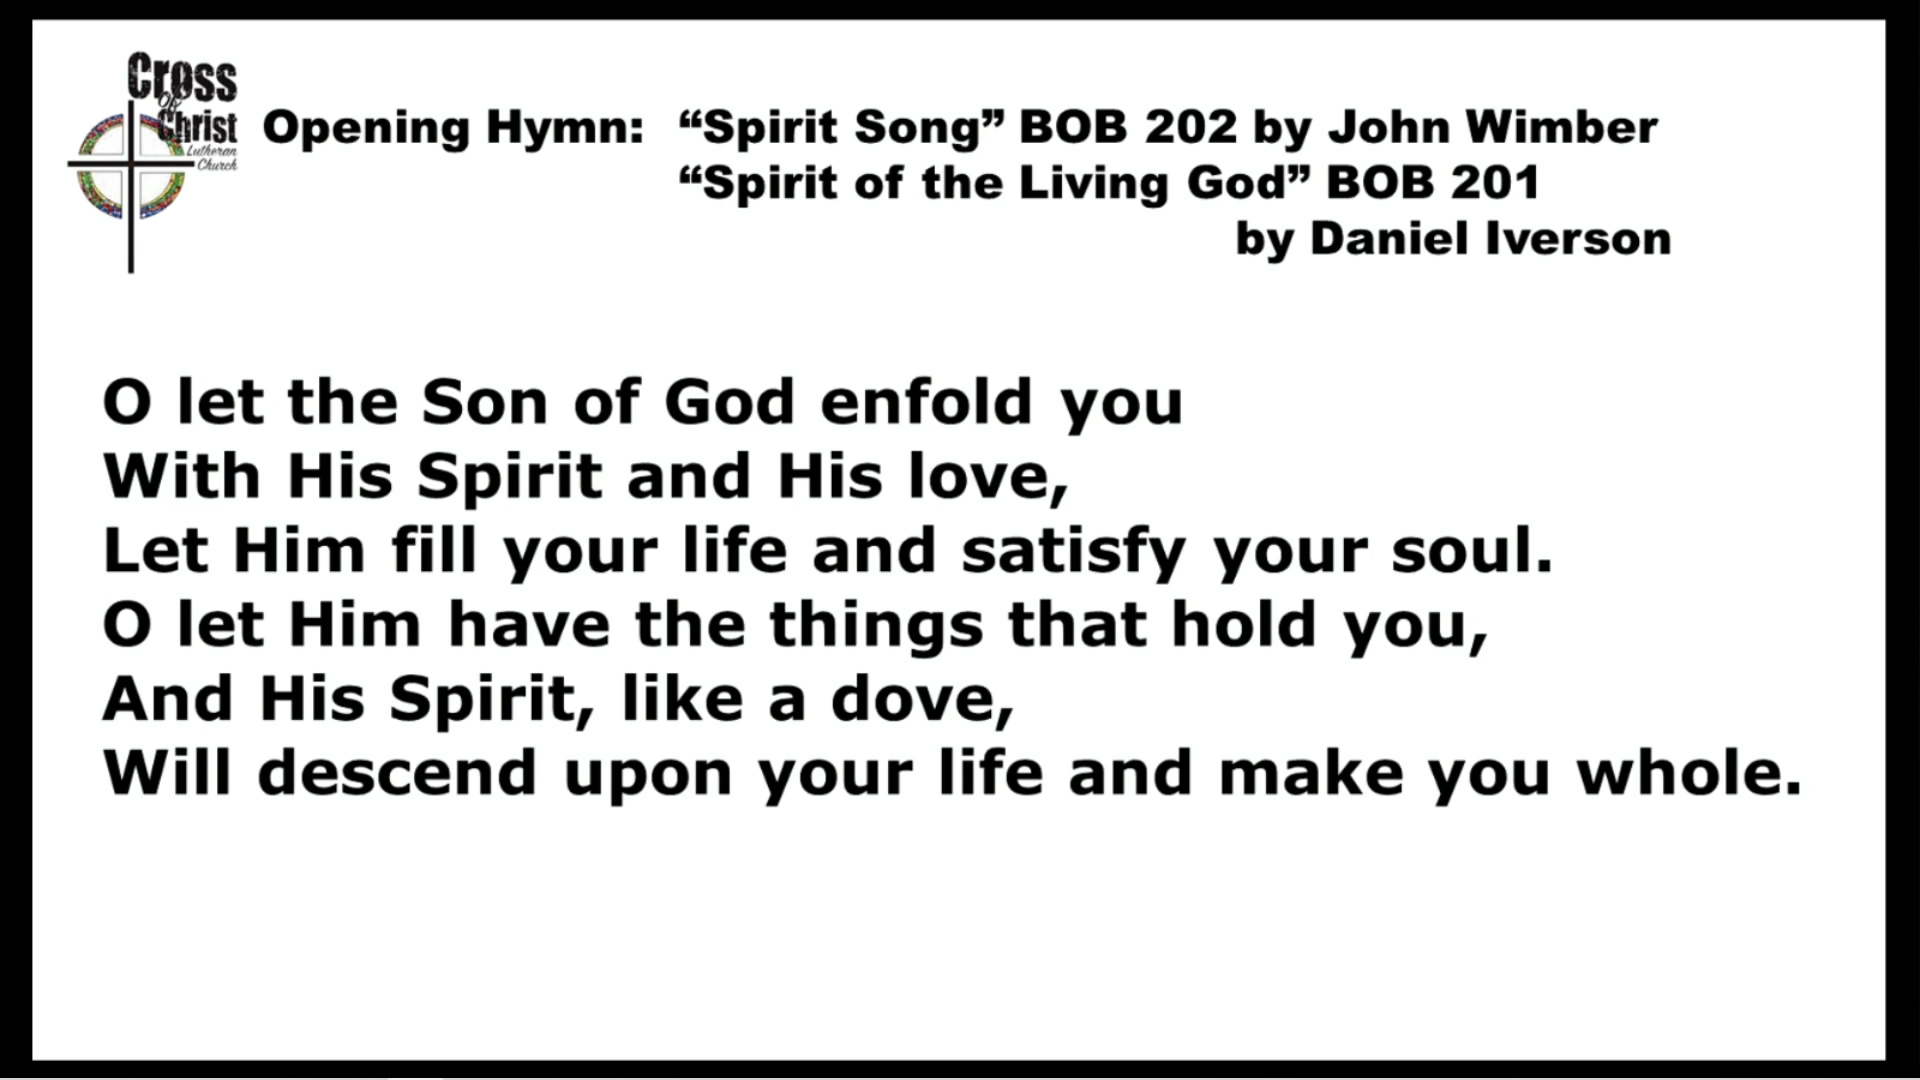 Cross
Of
Christ
Lutheran
Church
Opening Hymn: “Spirit Song” BOB 202 by John Wimber
“Spirit of the Living God” BOB 201
by Daniel Iverson
O let the Son of God enfold you
With His Spirit and His love,
Let Him fill your life and satisfy your soul.
O let Him have the things that hold you,
And His Spirit, like a dove,
Will descend upon your life and make you whole.